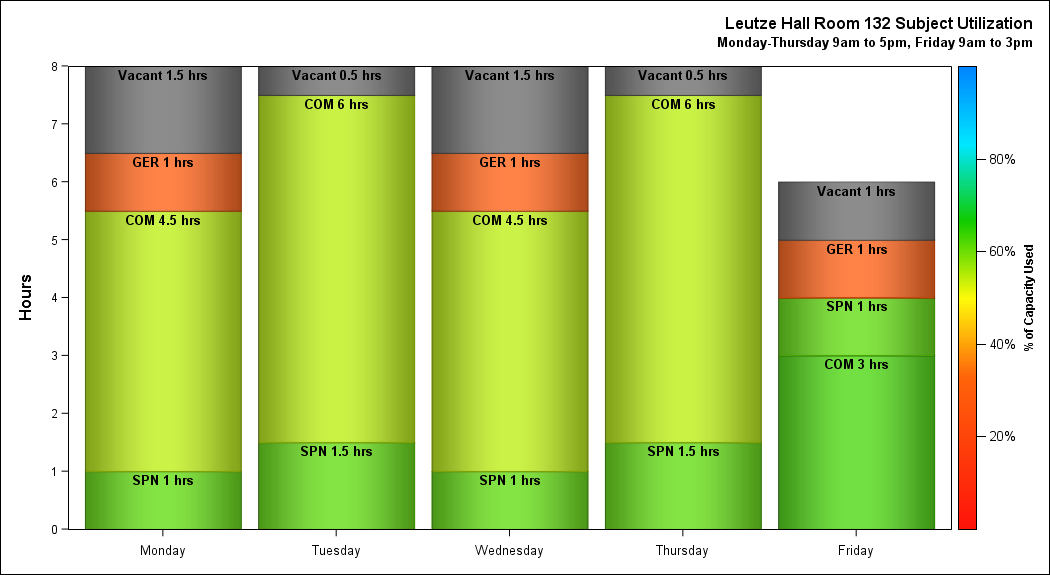 Leutze Hall Room 132 Subject Utilization
Monday-Thursday 9am to 5pm, Friday 9am to 3pm
Hours
8
7
6
5
4
3
2
1
0
Vacant 1.5 hrs
GER 1 hrs
COM 4.5 hrs
SPN 1 hrs
Vacant 0.5 hrs
COM 6 hrs
SPN 1.5 hrs
Vacant 1.5 hrs
GER 1 hrs
COM 4.5 hrs
SPN 1 hrs
Vacant 0.5 hrs
COM 6 hrs
SPN 1.5 hrs
Vacant 1 hrs
GER 1 hrs
SPN 1 hrs
COM 3 hrs
Monday Tuesday Wednesday Thursday Friday
80%
60%
40%
20%
% of Capacity Used